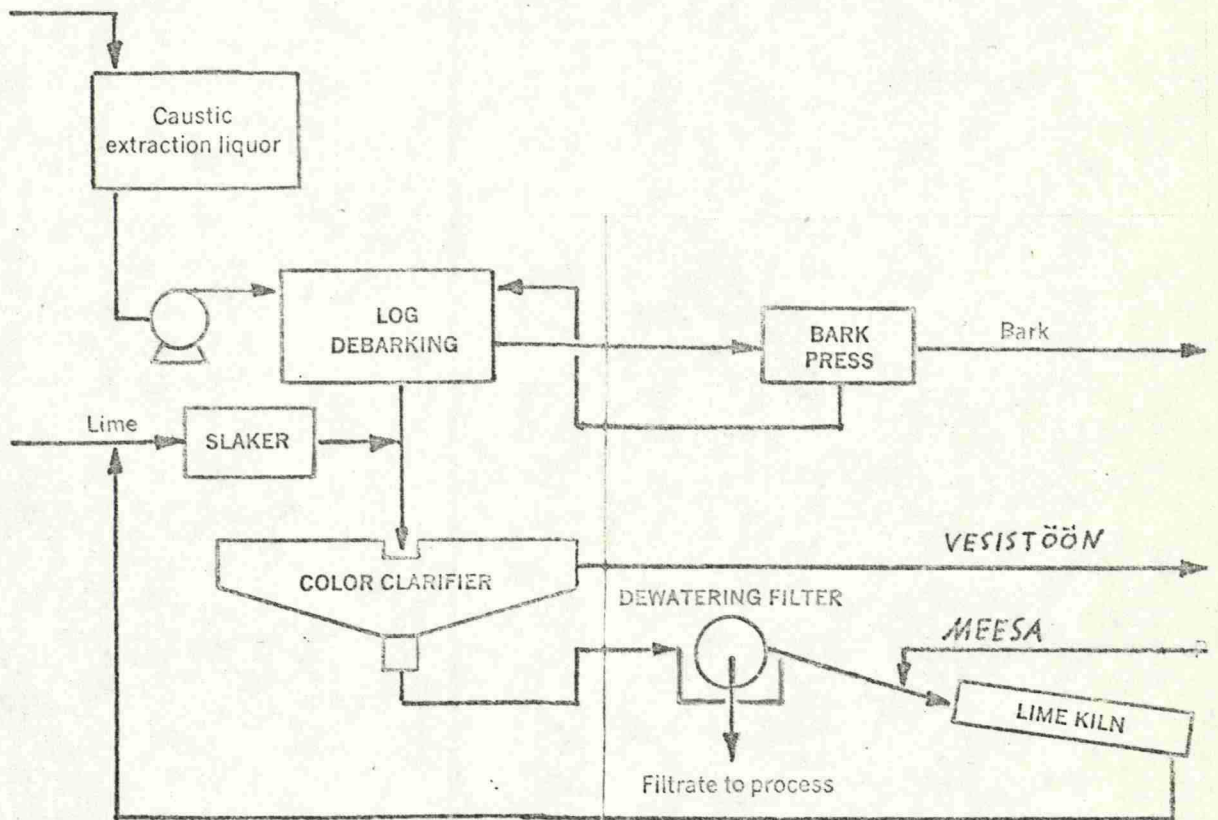 Caustic
extraction liquor
LOG
DEBARKING
BARK
PRESS
Bark
Lime
SLAKER
VESISTÖÖN
COLOR CLARIFIER
DEWATERING FILTER
MEESA
LIME KILN
Filtrate to process